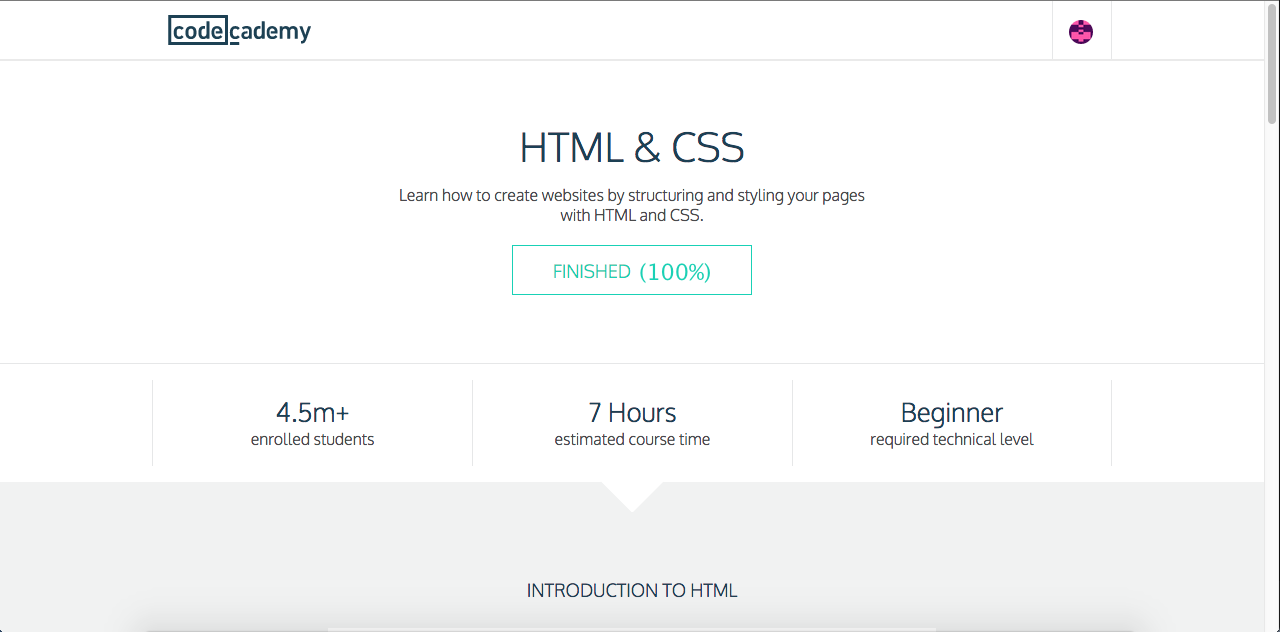 codecademy
HTML & CSS
Learn how to create websites by structuring and styling your pages
with HTML and CSS.
FINISHED (100%)
4.5m+
enrolled students
7 Hours
estimated course time
Beginner
required technical level
INTRODUCTION TO HTML